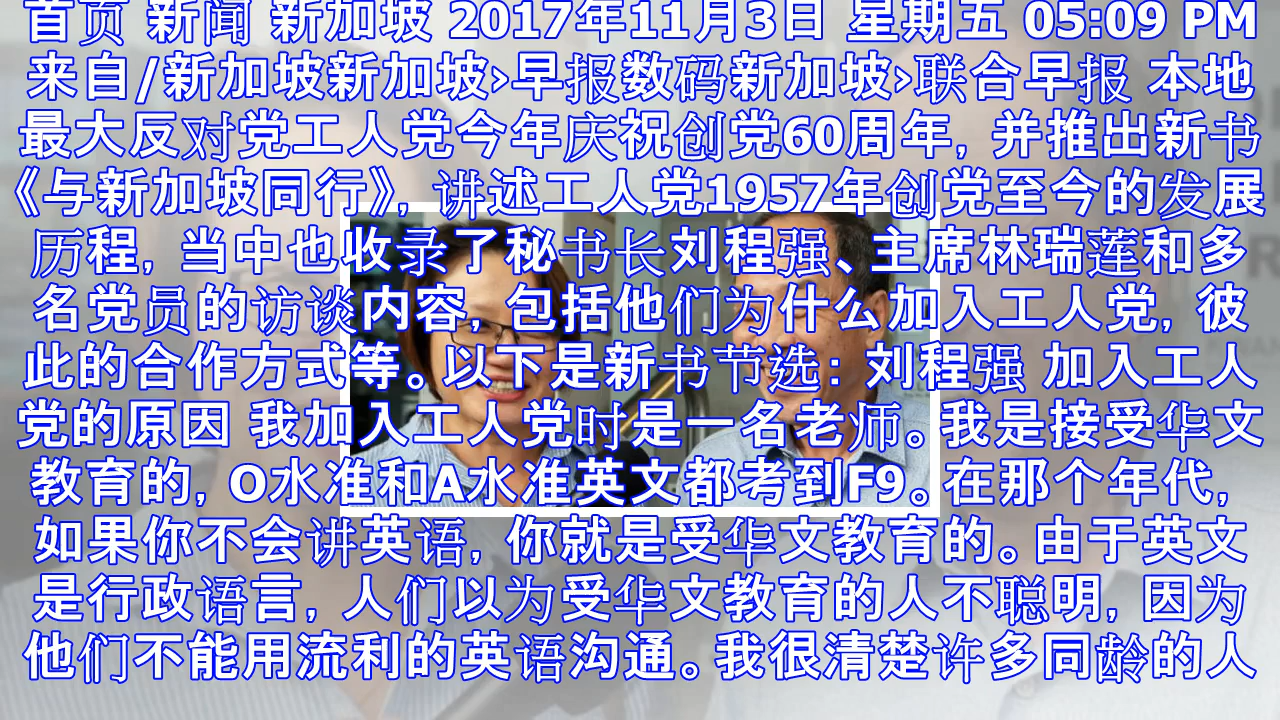 首页 新闻 新加坡 2017年11月3日 星期五 05:09 PM
来自/新加坡新加坡›早报数码新加坡›联合早报 本地
最大反对党工人党今年庆祝创党60周年, 并推出新书
《与新加坡同行》, 讲述工人党1957年创党至今的发展
历程, 当中也收录了秘书长刘程强、主席林瑞莲和多
名党员的访谈内容, 包括他们为什么加入工人党, 彼
此的合作方式等。以下是新书节选: 刘程强 加入工人
党的原因 我加入工人党时是一名老师。我是接受华文
教育的, O水准和A水准英文都考到F9。在那个年代,
如果你不会讲英语, 你就是受华文教育的。由于英文
是行政语言, 人们以为受华文教育的人不聪明, 因为
他们不能用流利的英语沟通。我很清楚许多同龄的人